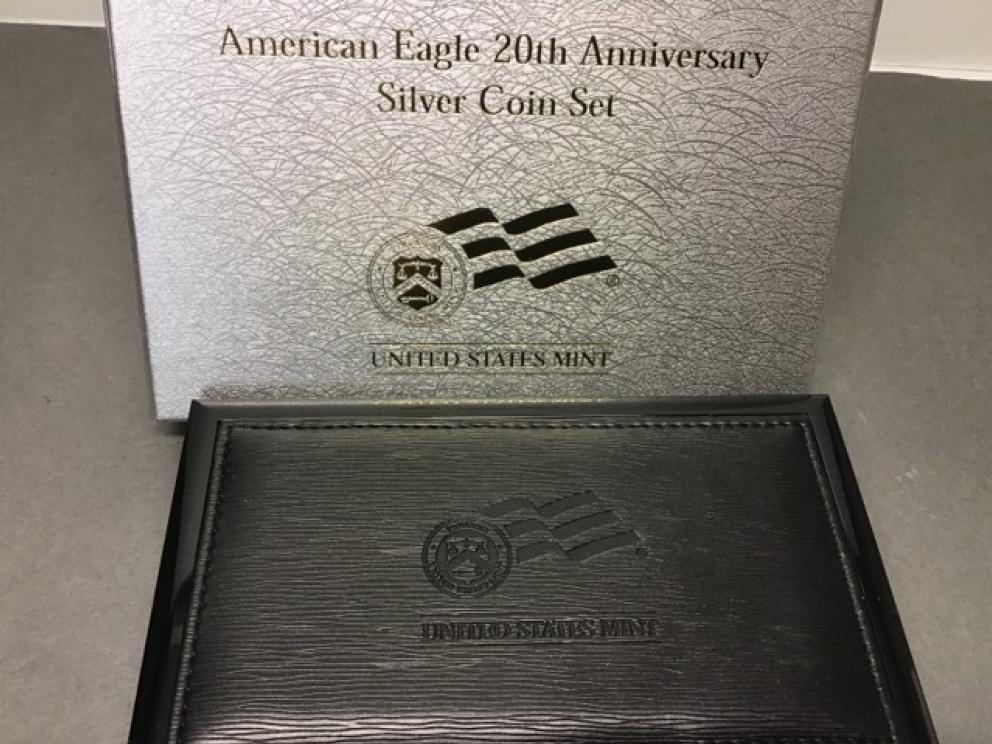 American Eagle 20th Anniversary
Silver Coin Set
®
UNITED STATES MINT
UNITED STATES MINT